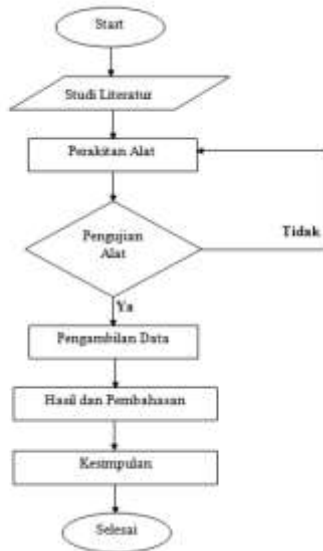 Start
Studi Literatur
Perakitan Alat
Pengujian
Alat
Tidak
Ya
Pengambilan Data
Hasil dan Pembahasan
Kesimpulan
Selesai